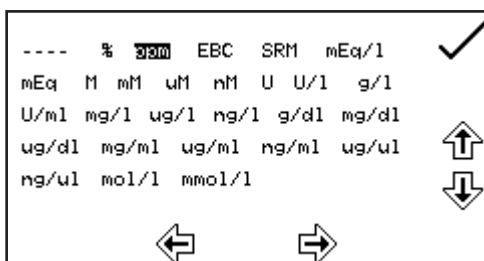 ---- % ppm EBC SRM mEq/l
mEq M mM uM nM U U/l g/l
U/ml mg/l ug/l ng/l g/dl mg/dl
ug/dl mg/ml ug/ml ng/ml ug/ul
ng/ul mol/l mmol/l